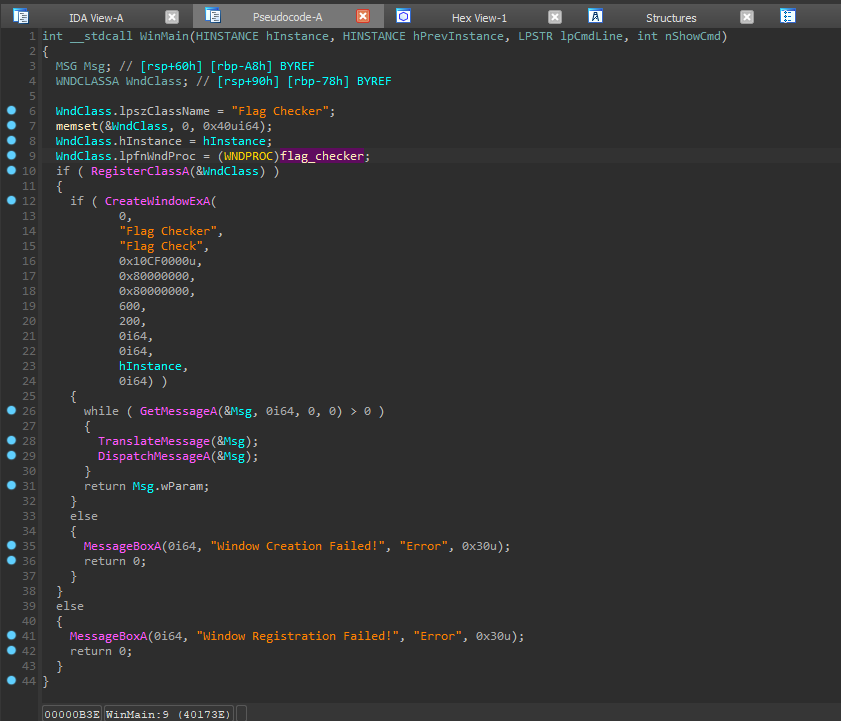 IDA View-A Pseudocode-A Hex View-1 Structures
1 int __stdcall WinMain(HINSTANCE hInstance, HINSTANCE hPrevInstance, LPSTR lpCmdLine, int nShowCmd)
2 {
3 MSG Msg; // [rsp+60h] [rbp-A8h] BYREF
4 WNDCLASSA WndClass; // [rsp+90h] [rbp-78h] BYREF
5
6 WndClass.lpszClassName = "Flag Checker";
7 memset(&WndClass, 0, 0x40ui64);
8 WndClass.hInstance = hInstance;
9 WndClass.lpfnWndProc = (WNDPROC)flag_checker;
10 if ( RegisterClassA(&WndClass) )
11 {
12 if ( CreateWindowExA(
13 0,
14 "Flag Checker",
15 "Flag Check",
16 0x10CF0000u,
17 0x80000000,
18 0x80000000,
19 600,
20 200,
21 0i64,
22 0i64,
23 hInstance,
24 0i64) )
25 {
26 while ( GetMessageA(&Msg, 0i64, 0, 0) > 0 )
27 {
28 TranslateMessage(&Msg);
29 DispatchMessageA(&Msg);
30 }
31 return Msg.wParam;
32 }
33 else
34 {
35 MessageBoxA(0i64, "Window Creation Failed!", "Error", 0x30u);
36 return 0;
37 }
38 }
39 else
40 {
41 MessageBoxA(0i64, "Window Registration Failed!", "Error", 0x30u);
42 return 0;
43 }
44 }
00000B3E WinMain:9 (40173E)